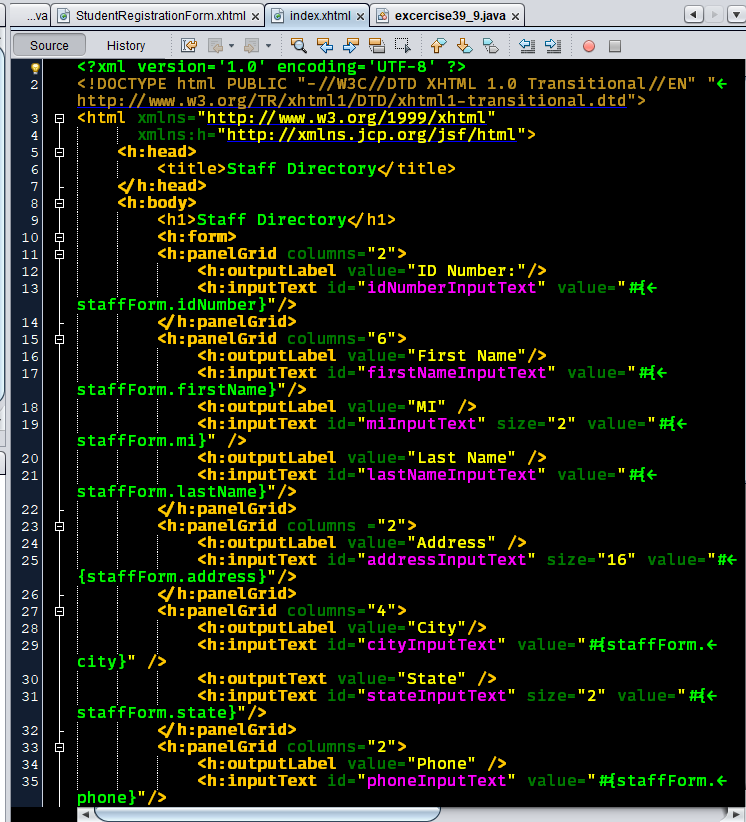 ...va StudentRegistrationForm.xhtml index.xhtml excercise39_9.java
Source History
<?xml version='1.0' encoding='UTF-8' ?>
2 <!DOCTYPE html PUBLIC "-//W3C//DTD XHTML 1.0 Transitional//EN" "←
http://www.w3.org/TR/xhtml1/DTD/xhtml1-transitional.dtd">
3 <html xmlns="http://www.w3.org/1999/xhtml"
4 xmlns:h="http://xmlns.jcp.org/jsf/html">
5 <h:head>
6 <title>Staff Directory</title>
7 </h:head>
8 <h:body>
9 <h1>Staff Directory</h1>
10 <h:form>
11 <h:panelGrid columns="2">
12 <h:outputLabel value="ID Number:"/>
13 <h:inputText id="idNumberInputText" value="#{←
staffForm.idNumber}"/>
14 </h:panelGrid>
15 <h:panelGrid columns="6">
16 <h:outputLabel value="First Name"/>
17 <h:inputText id="firstNameInputText" value="#{←
staffForm.firstName}"/>
18 <h:outputLabel value="MI" />
19 <h:inputText id="miInputText" size="2" value="#{←
staffForm.mi}" />
20 <h:outputLabel value="Last Name" />
21 <h:inputText id="lastNameInputText" value="#{←
staffForm.lastName}"/>
22 </h:panelGrid>
23 <h:panelGrid columns ="2">
24 <h:outputLabel value="Address" />
25 <h:inputText id="addressInputText" size="16" value="#←
{staffForm.address}"/>
26 </h:panelGrid>
27 <h:panelGrid columns="4">
28 <h:outputLabel value="City"/>
29 <h:inputText id="cityInputText" value="#{staffForm.←
city}" />
30 <h:outputText value="State" />
31 <h:inputText id="stateInputText" size="2" value="#{←
staffForm.state}"/>
32 </h:panelGrid>
33 <h:panelGrid columns="2">
34 <h:outputLabel value="Phone" />
35 <h:inputText id="phoneInputText" value="#{staffForm.←
phone}"/>